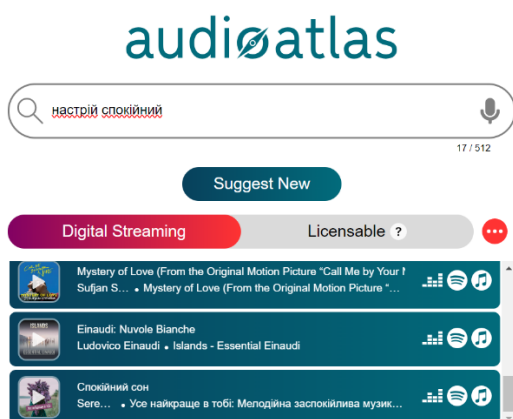 audioatlas
настрій спокійний
17 / 512
Suggest New
Digital Streaming
Licensable ?
Mystery of Love (From the Original Motion Picture "Call Me by Your N
Sufjan S... • Mystery of Love (From the Original Motion Picture "...
Einaudi: Nuvole Bianche
Ludovico Einaudi • Islands - Essential Einaudi
Спокійний сон
Sere... • Усе найкраще в тобі: Мелодійна заспокійлива музик...